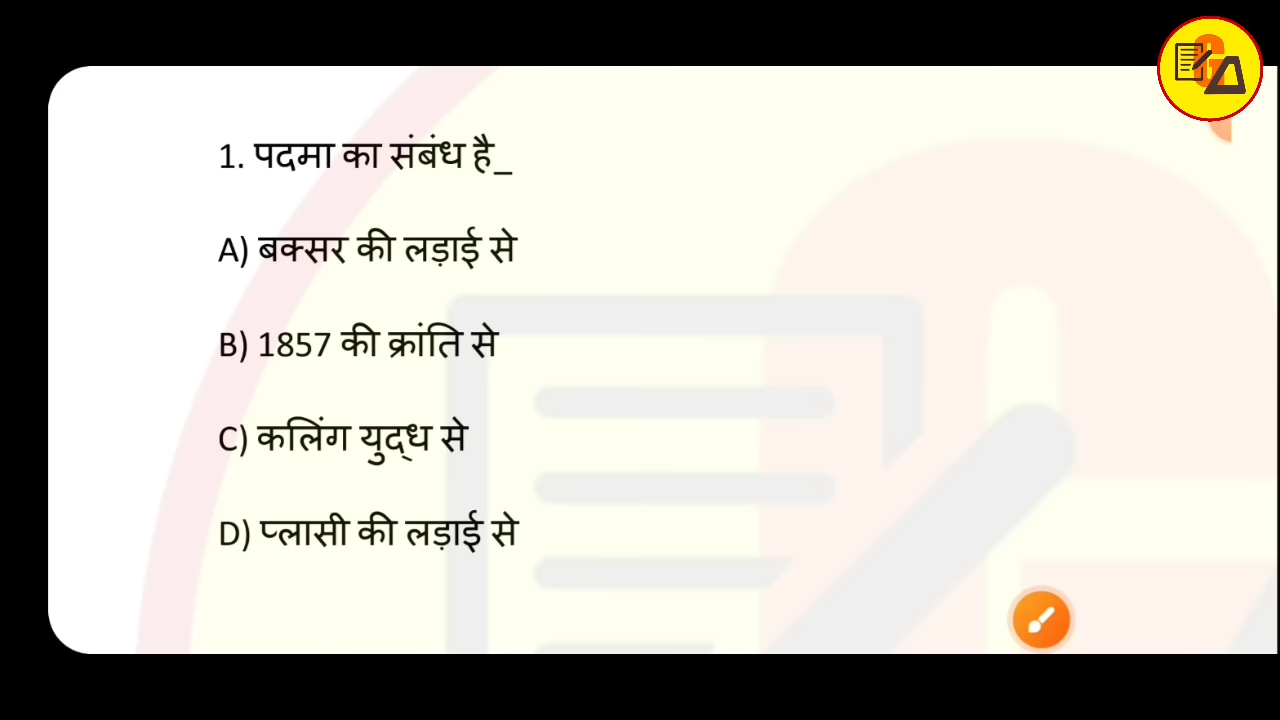 1. पदमा का संबंध है_
A) बक्सर की लड़ाई से
B) 1857 की क्रांति से
C) कलिंग युद्ध से
D) प्लासी की लड़ाई से